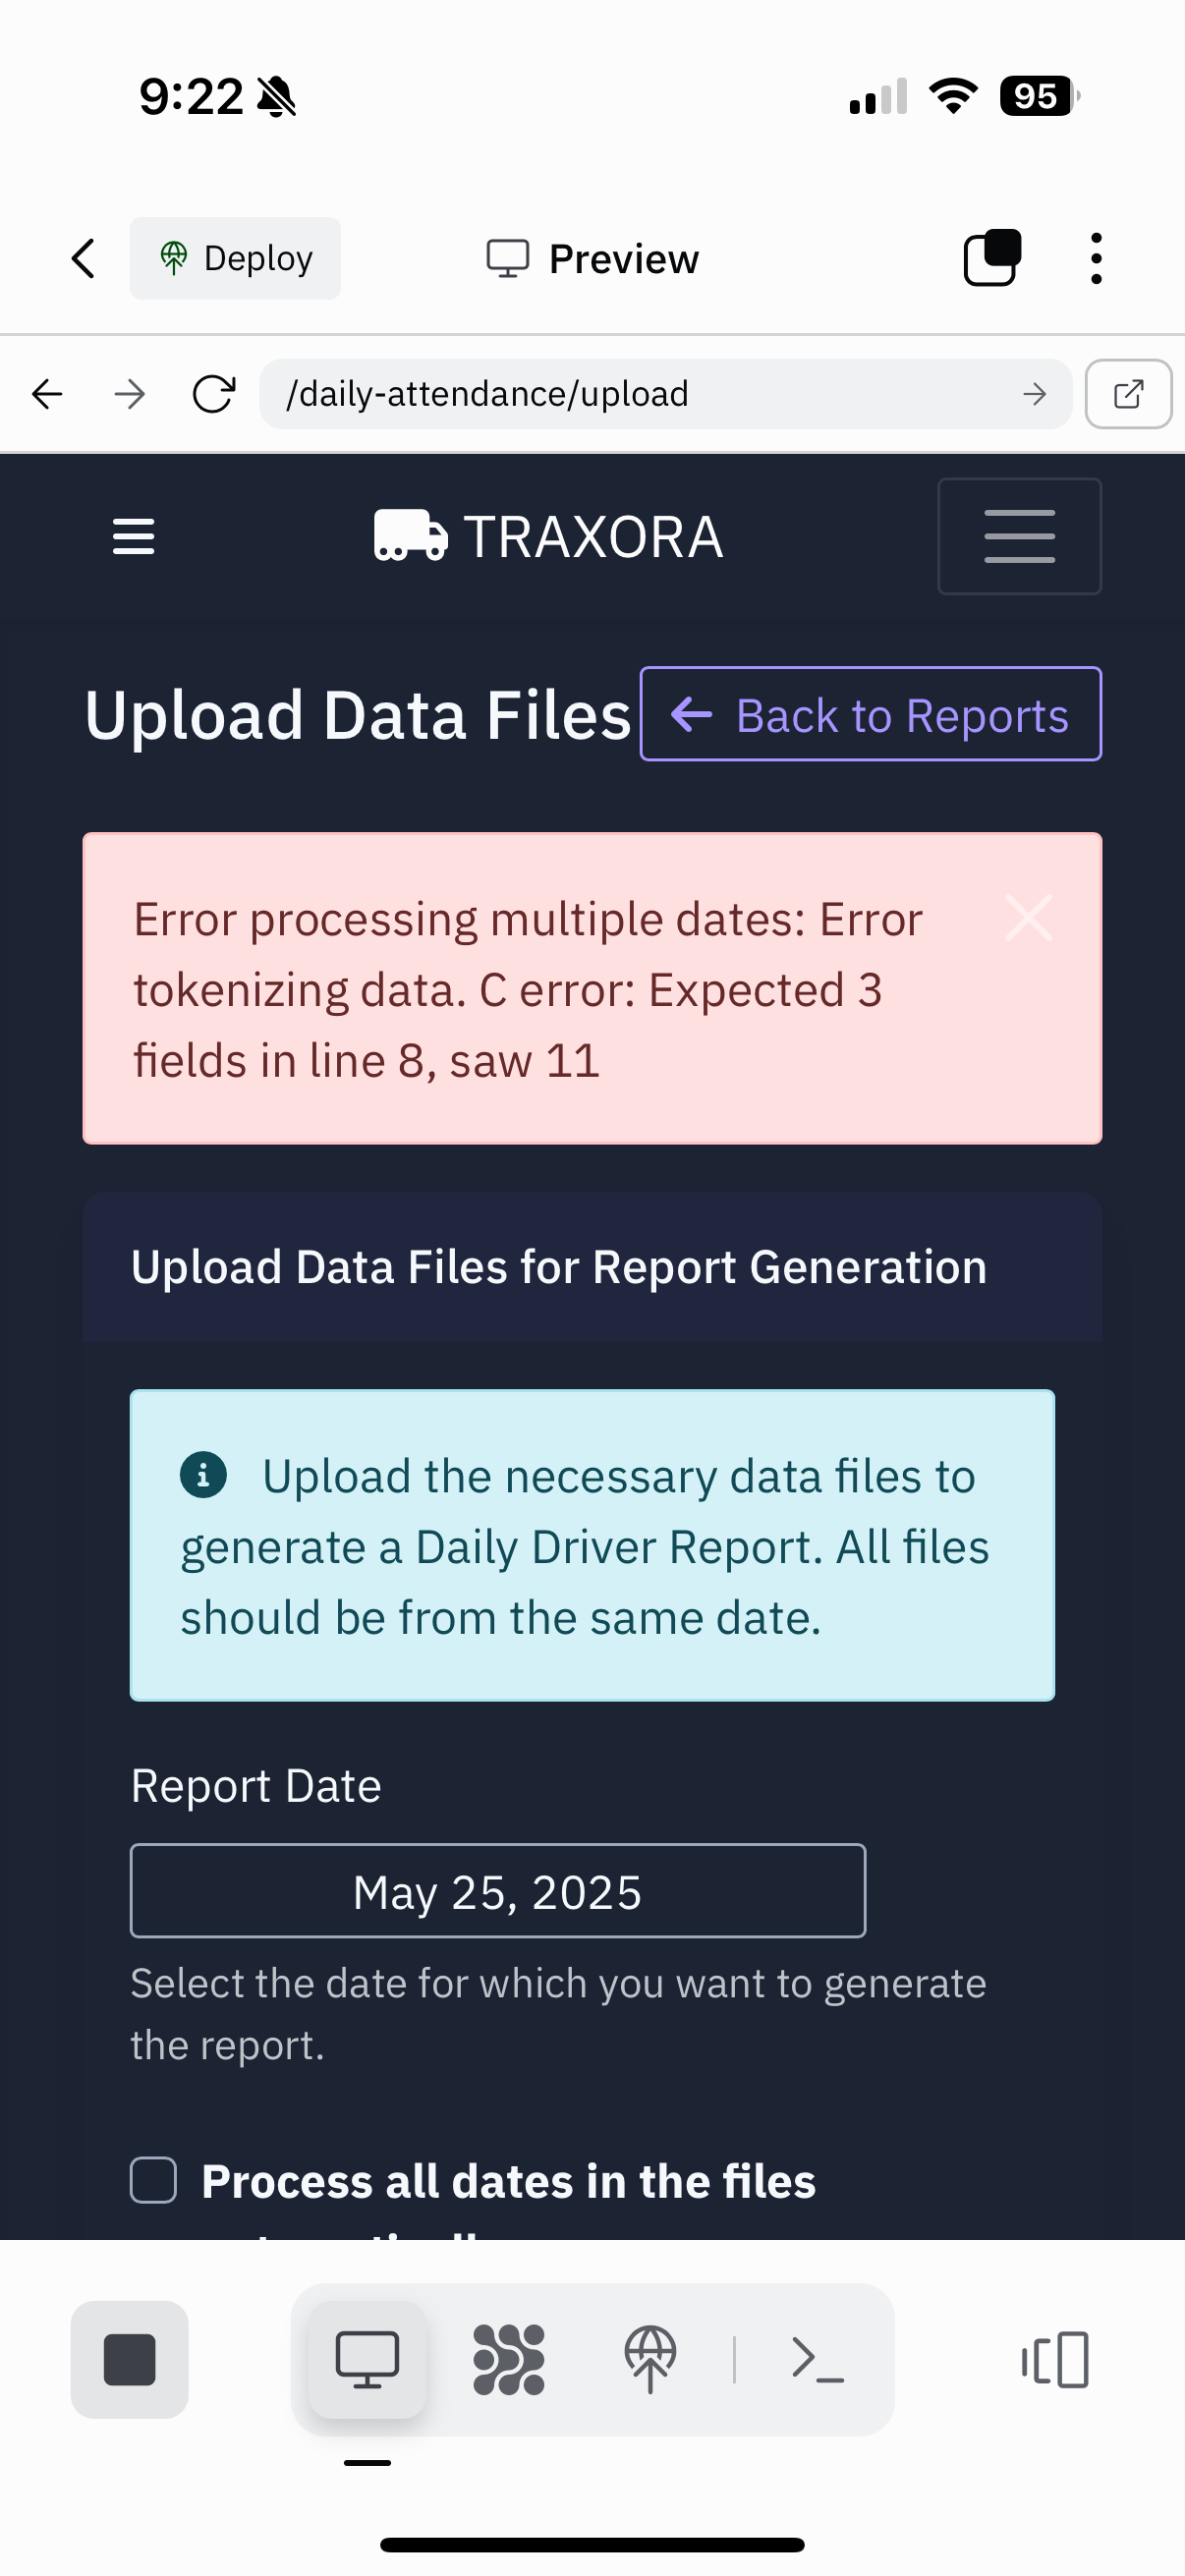 9:22
95
Deploy
Preview
/daily-attendance/upload
TRAXORA
Upload Data Files
Back to Reports
Error processing multiple dates: Error
tokenizing data. C error: Expected 3
fields in line 8, saw 11
Upload Data Files for Report Generation
Upload the necessary data files to
generate a Daily Driver Report. All files
should be from the same date.
Report Date
May 25, 2025
Select the date for which you want to generate
the report.
Process all dates in the files